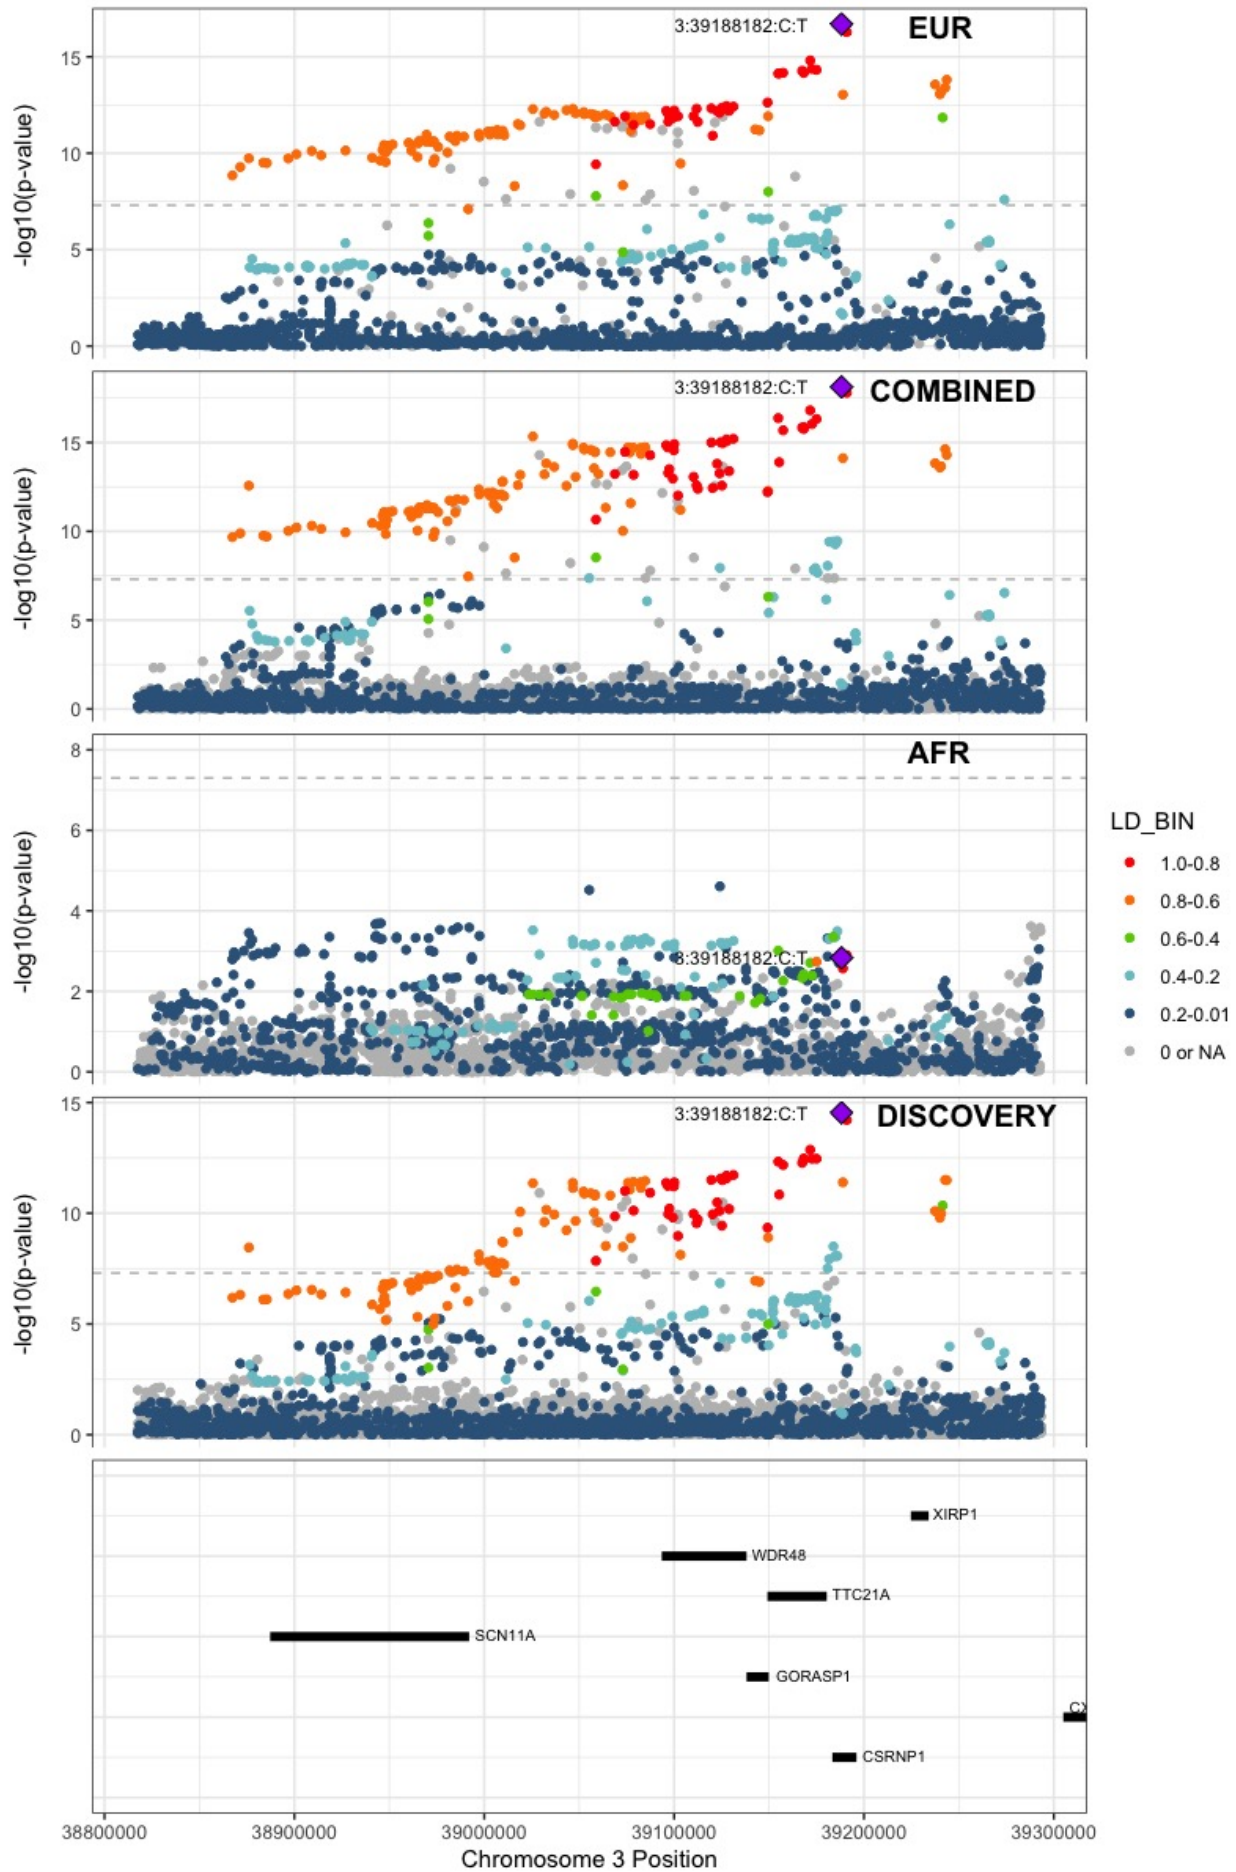 3:39188182:C:T
EUR
15
10
5
0
-log10(p-value)
3:39188182:C:T
COMBINED
15
10
5
0
-log10(p-value)
AFR
8
6
4
2
0
-log10(p-value)
3:39188182:C:T
LD_BIN
1.0-0.8
0.8-0.6
0.6-0.4
0.4-0.2
0.2-0.01
0 or NA
3:39188182:C:T
DISCOVERY
15
10
5
0
-log10(p-value)
XIRP1
WDR48
TTC21A
SCN11A
GORASP1
CSRNP1
38800000 38900000 39000000 39100000 39200000 39300000
Chromosome 3 Position